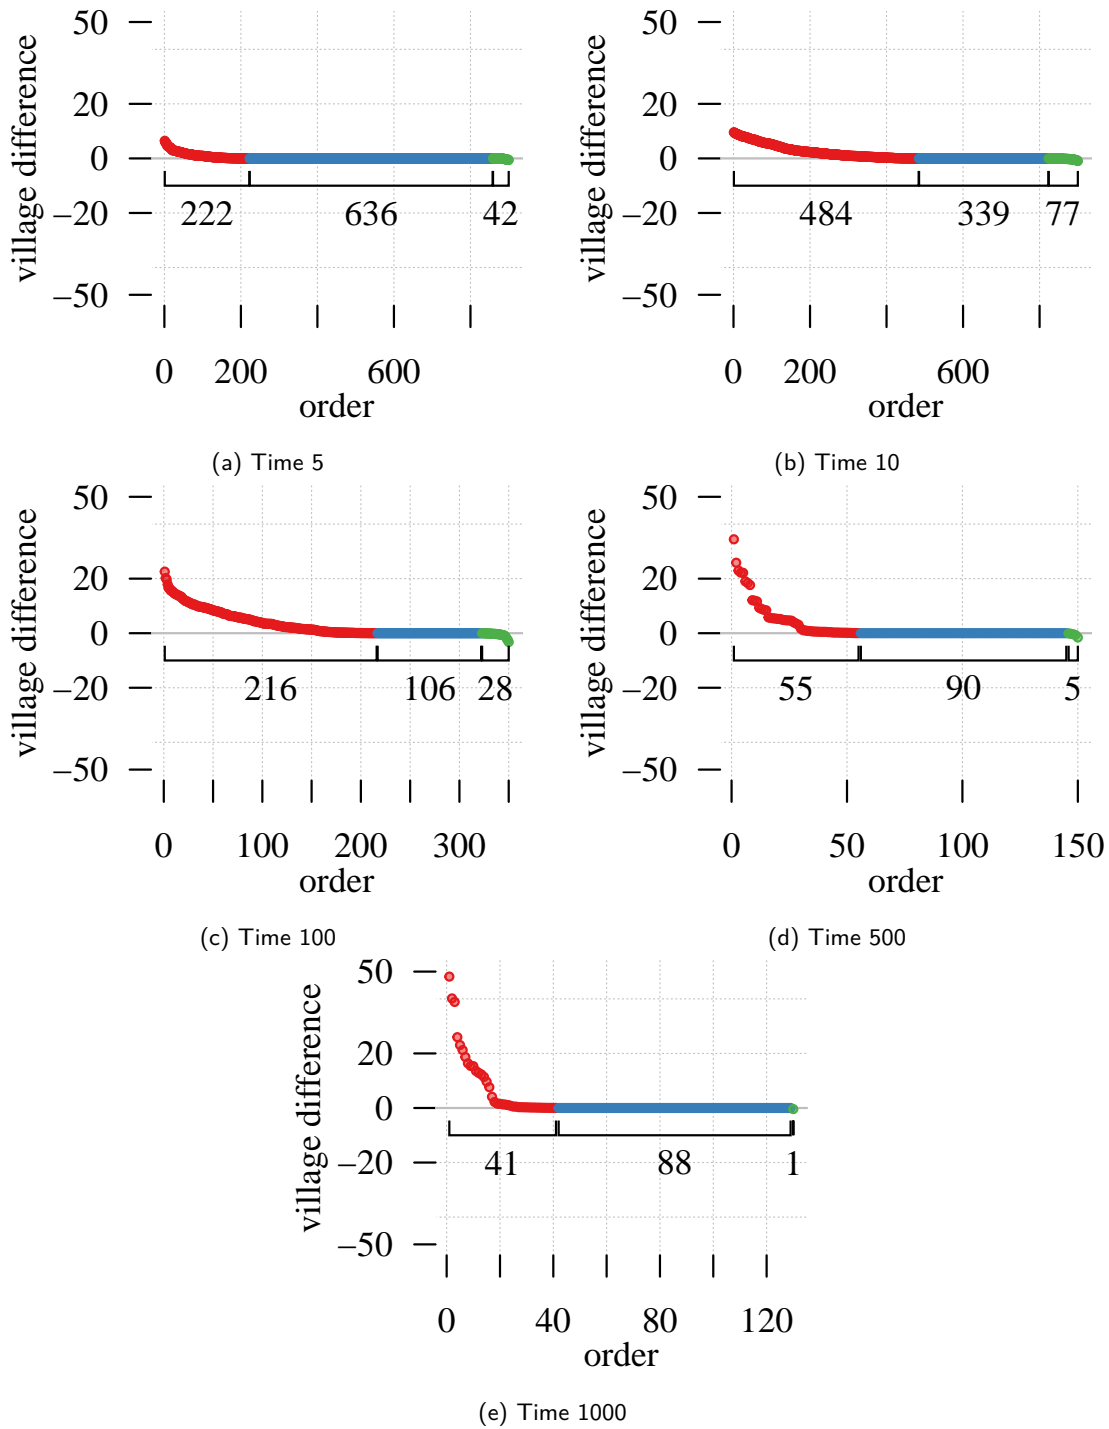 village difference
50
20
0
−20
−50
222 636 42
0 200 600
order
(a) Time 5
village difference
50
20
0
−20
−50
484 339 77
0 200 600
order
(b) Time 10
village difference
50
20
0
−20
−50
216 106 28
0 100 200 300
order
(c) Time 100
village difference
50
20
0
−20
−50
55 90 5
0 50 100 150
order
(d) Time 500
village difference
50
20
0
−20
−50
41 88 1
0 40 80 120
order
(e) Time 1000